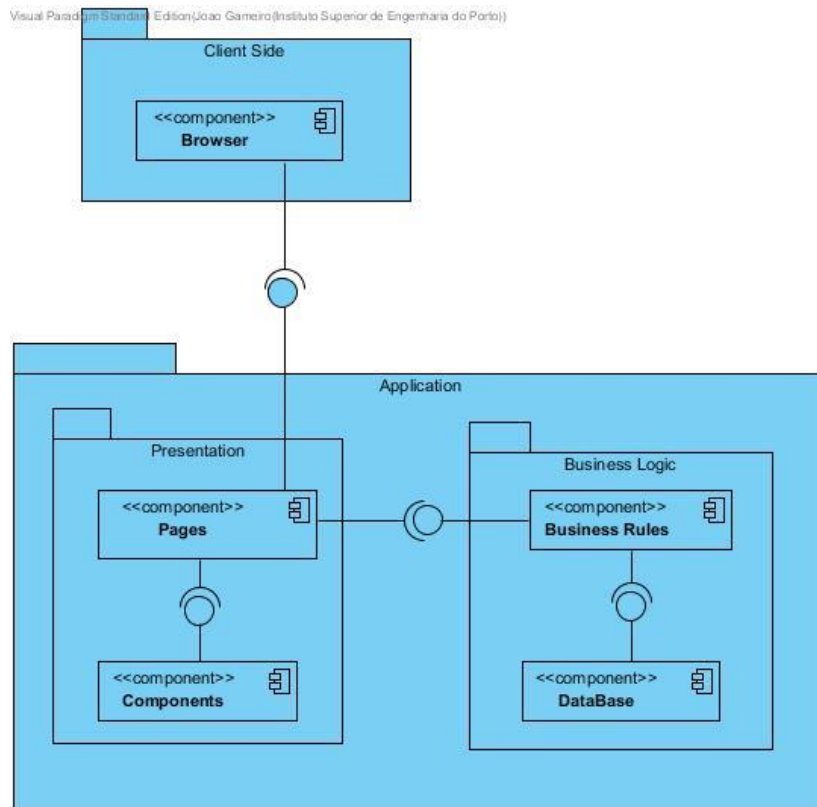 Visual Paradigm Standard Edition(Joao Gameiro(Instituto Superior de Engenharia do Porto))
Client Side
<<component>>
Browser
Application
Presentation
<<component>>
Pages
<<component>>
Components
Business Logic
<<component>>
Business Rules
<<component>>
DataBase